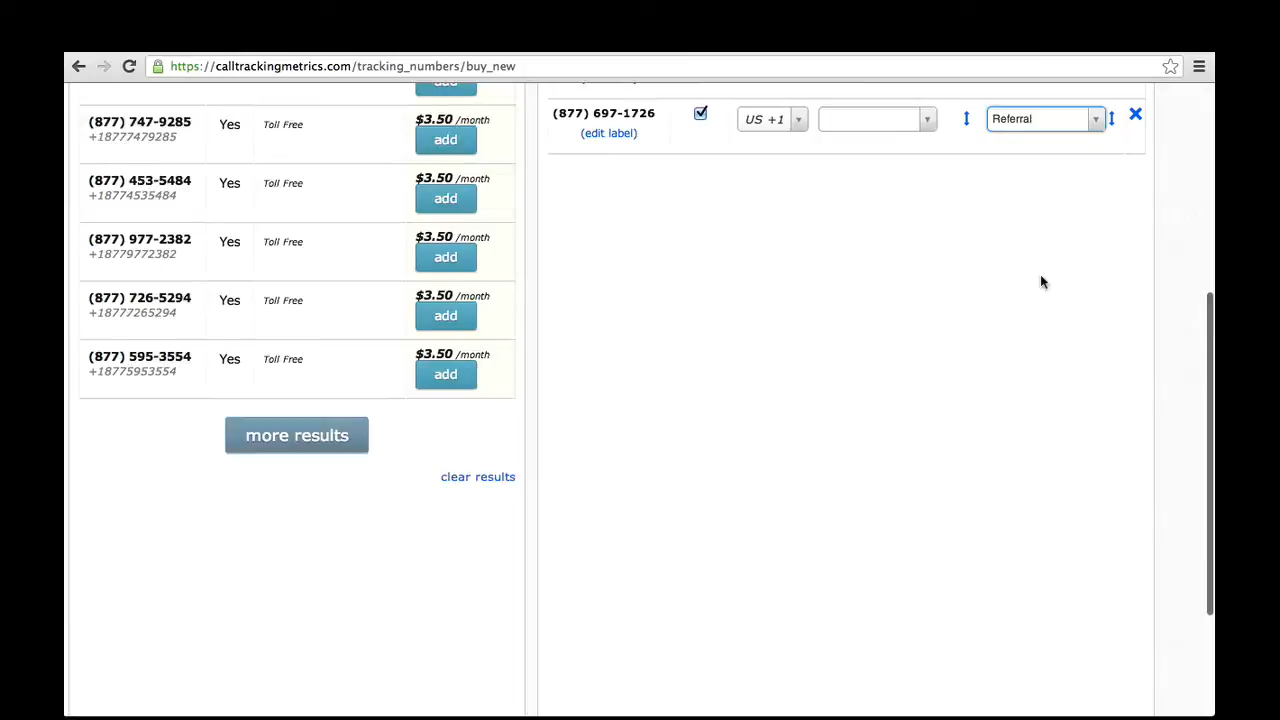 https://calltrackingmetrics.com/tracking_numbers/buy_new
add
(877) 747-9285
+18777479285
Yes
Toll Free
$3.50 /month
add
(877) 453-5484
+18774535484
Yes
Toll Free
$3.50 /month
add
(877) 977-2382
+18779772382
Yes
Toll Free
$3.50 /month
add
(877) 726-5294
+18777265294
Yes
Toll Free
$3.50 /month
add
(877) 595-3554
+18775953554
Yes
Toll Free
$3.50 /month
add
more results
clear results
(877) 697-1726
(edit label)
US +1
Referral